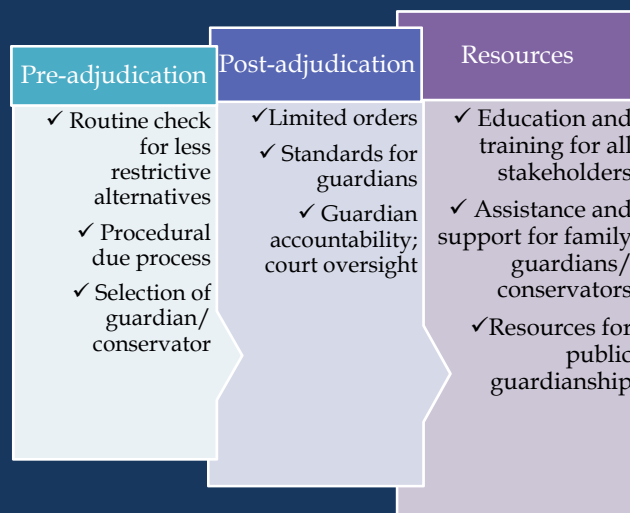 Pre-adjudication
✓ Routine check
for less
restrictive
alternatives
✓ Procedural
due process
✓ Selection of
guardian/
conservator
Post-adjudication
✓Limited orders
✓ Standards for
guardians
✓ Guardian
accountability;
court oversight
Resources
✓ Education and
training for all
stakeholders
✓ Assistance and
support for family
guardians/
conservators
✓Resources for
public
guardianship